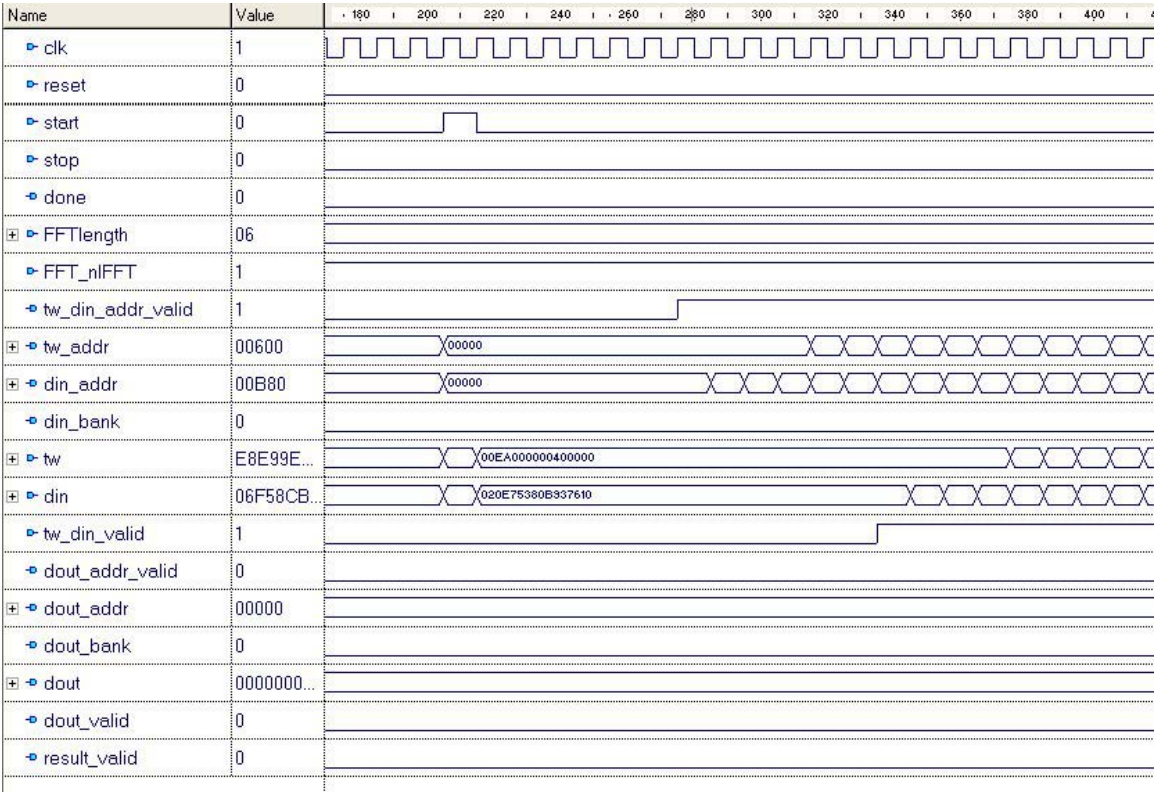 Name Value 180 200 220 240 260 280 300 320 340 360 380 400
clk 1
reset 0
start 0
stop 0
done 0
FFTlength 06
FFT_nIFFT 1
tw_din_addr_valid 1
tw_addr 00600 00000
din_addr 00B80 00000
din_bank 0
tw E8E99E... 00EA000000400000
din 06F58CB... 020E75380B937610
tw_din_valid 1
dout_addr_valid 0
dout_addr 00000
dout_bank 0
dout 0000000...
dout_valid 0
result_valid 0